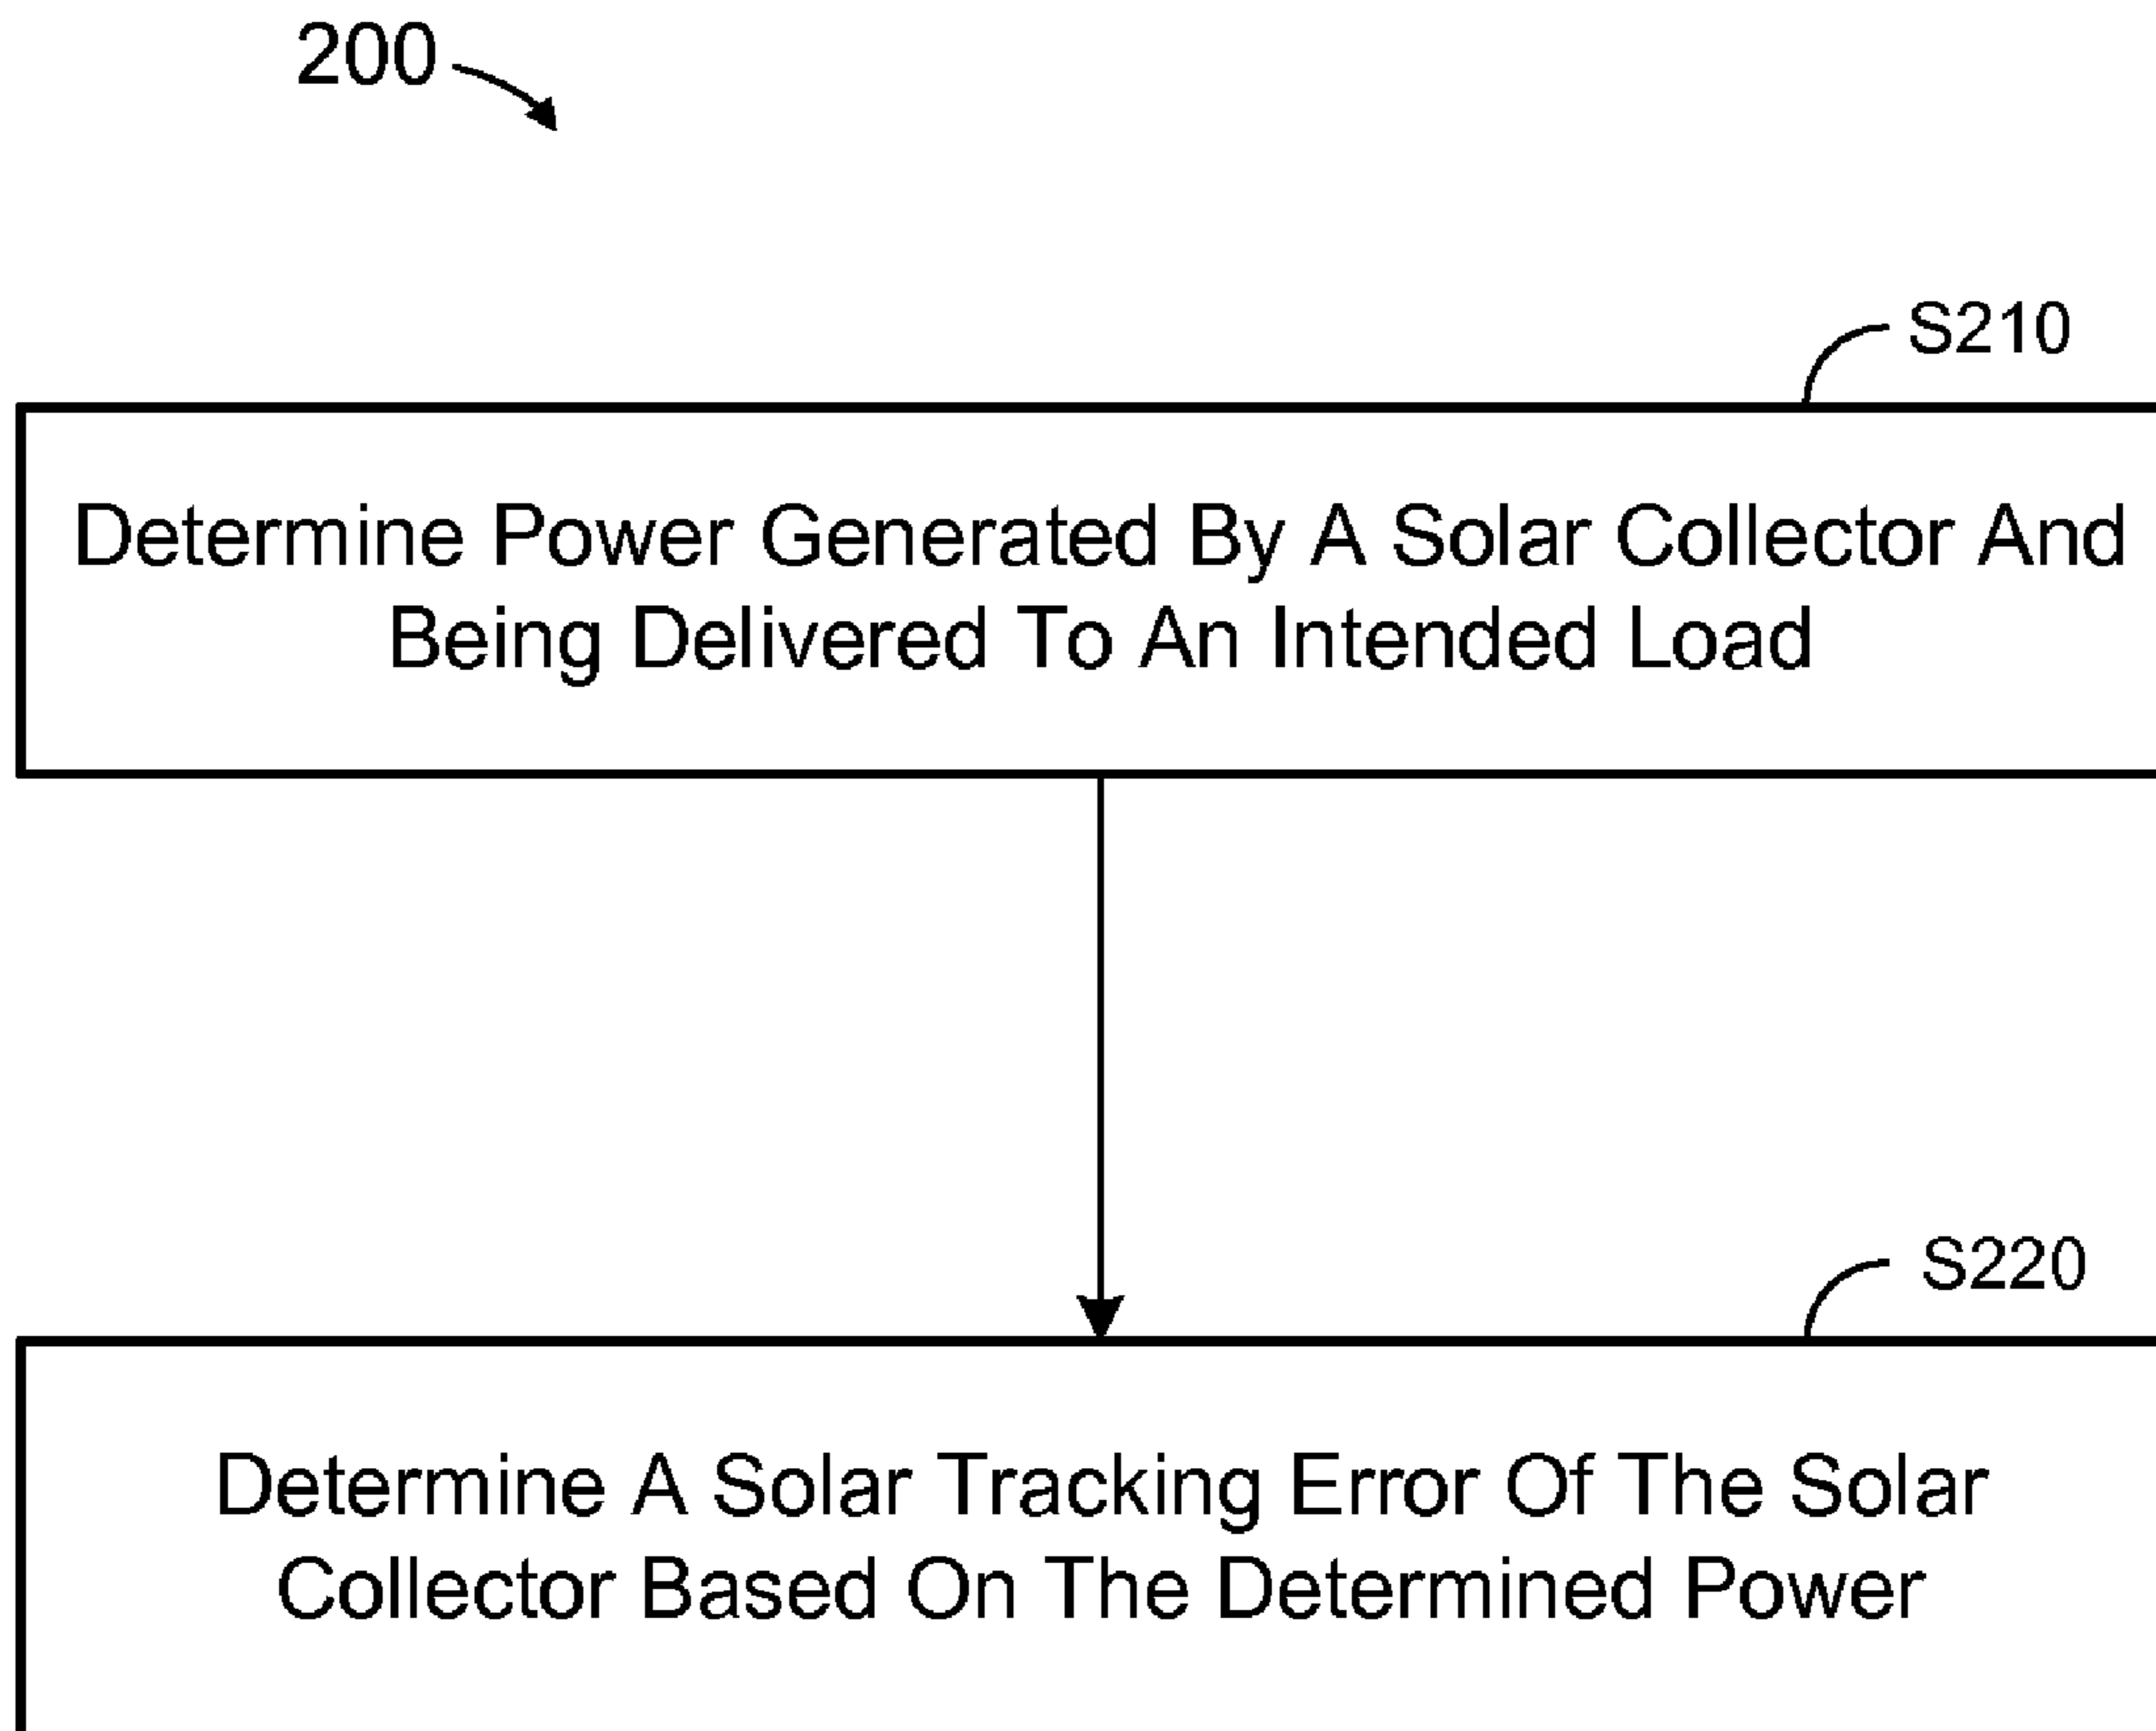 200
S210
Determine Power Generated By A Solar Collector And
Being Delivered To An Intended Load
S220
Determine A Solar Tracking Error Of The Solar
Collector Based On The Determined Power